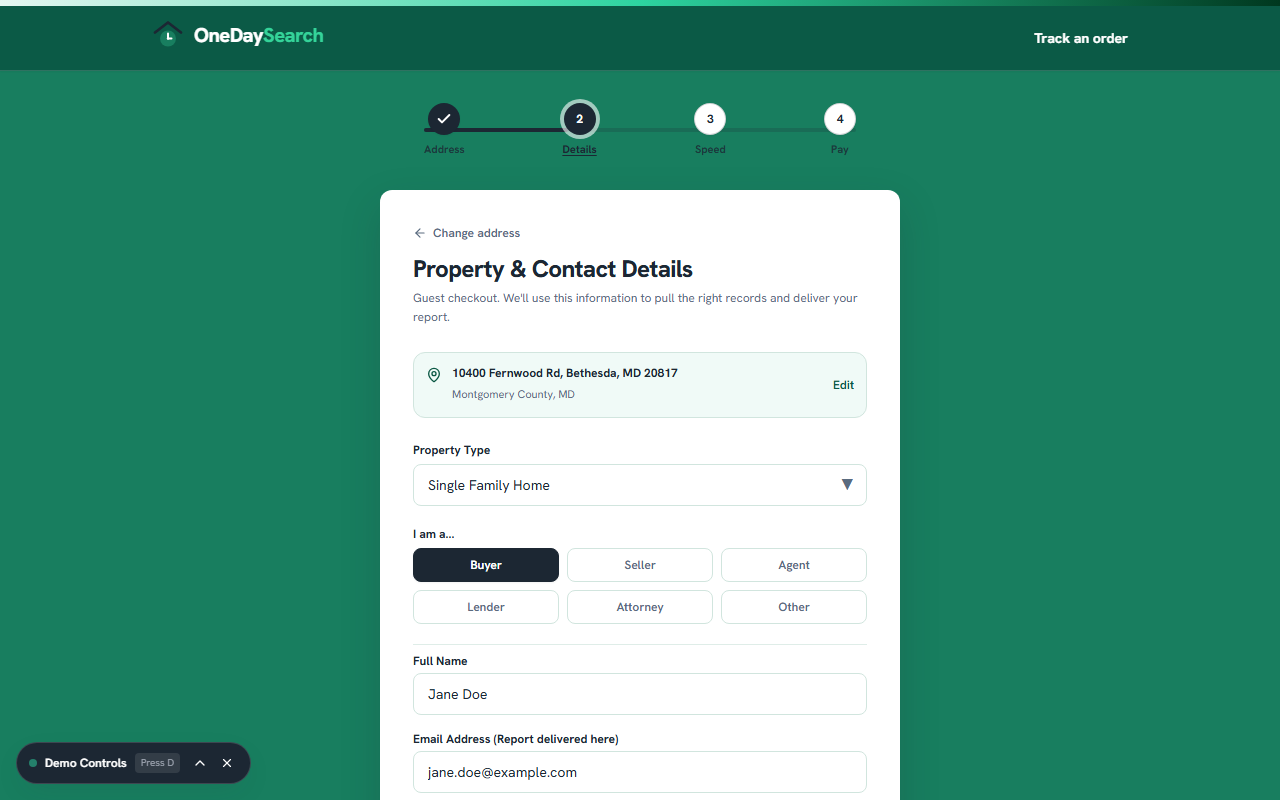 OneDaySearch
Track an order
2
3
4
Address
Details
Speed
Pay
Change address
Property & Contact Details
Guest checkout. We'll use this information to pull the right records and deliver your
report.
10400 Fernwood Rd, Bethesda, MD 20817
Montgomery County, MD
Edit
Property Type
Single Family Home
I am a...
Buyer
Seller
Agent
Lender
Attorney
Other
Full Name
Jane Doe
Email Address (Report delivered here)
jane.doe@example.com
Demo Controls
Press D